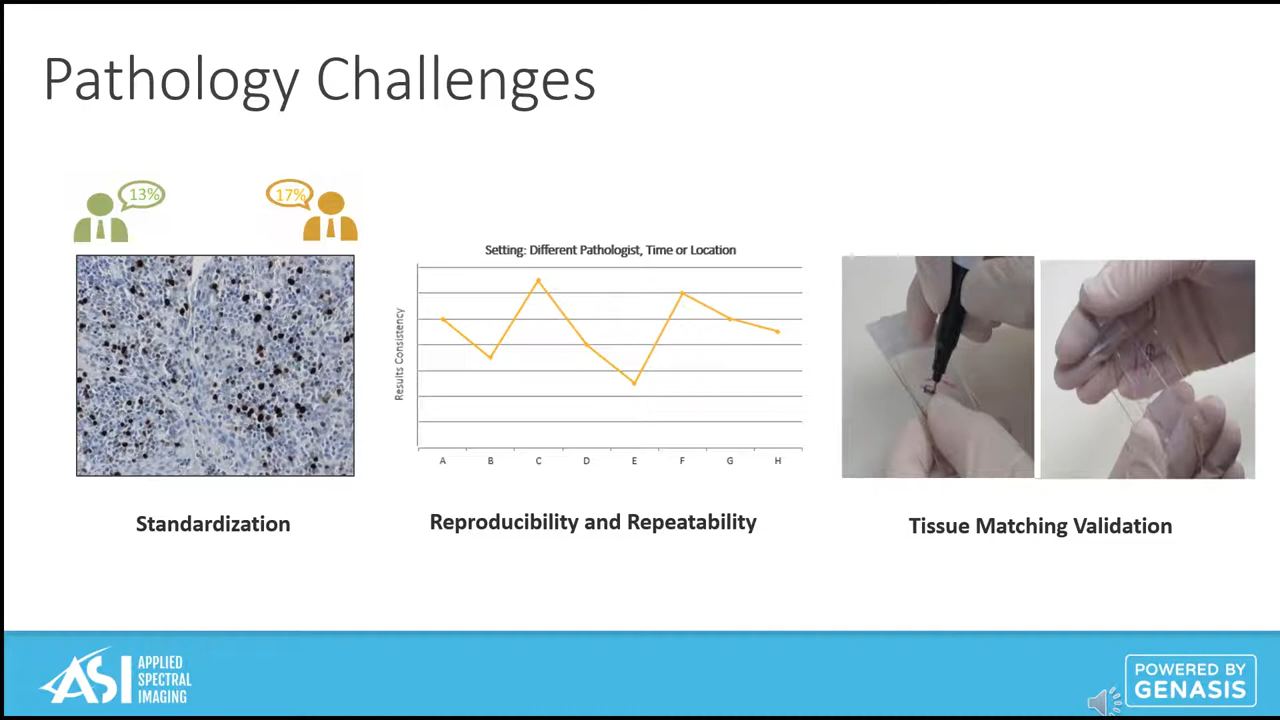 Pathology Challenges
13%
17%
Setting: Different Pathologist, Time or Location
Results Consistency
A B C D E F G H
Standardization
Reproducibility and Repeatability
Tissue Matching Validation
ASI
APPLIED
SPECTRAL
IMAGING
POWERED BY
GENASIS